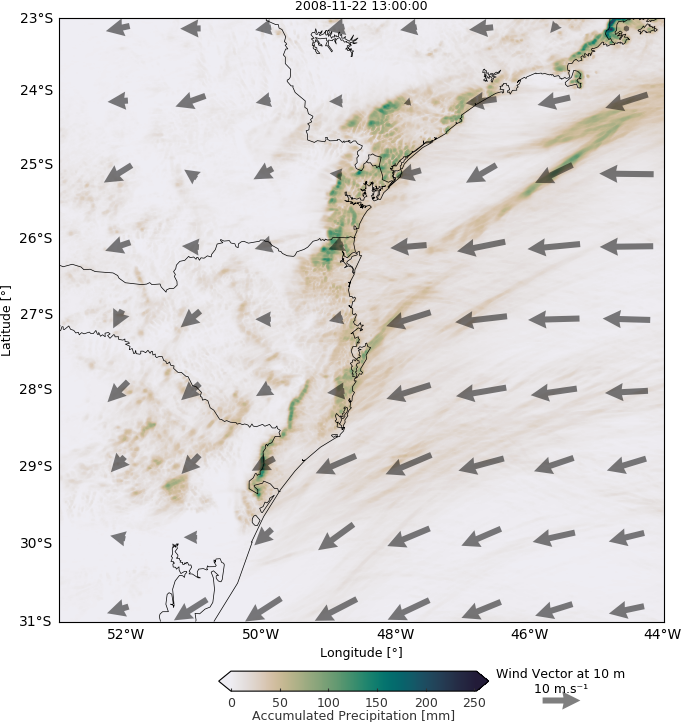 2008-11-22 13:00:00
23°S
24°S
25°S
26°S
27°S
28°S
29°S
30°S
31°S
Latitude [°]
52°W 50°W 48°W 46°W 44°W
Longitude [°]
0 50 100 150 200 250
Accumulated Precipitation [mm]
Wind Vector at 10 m
10 m.s⁻¹